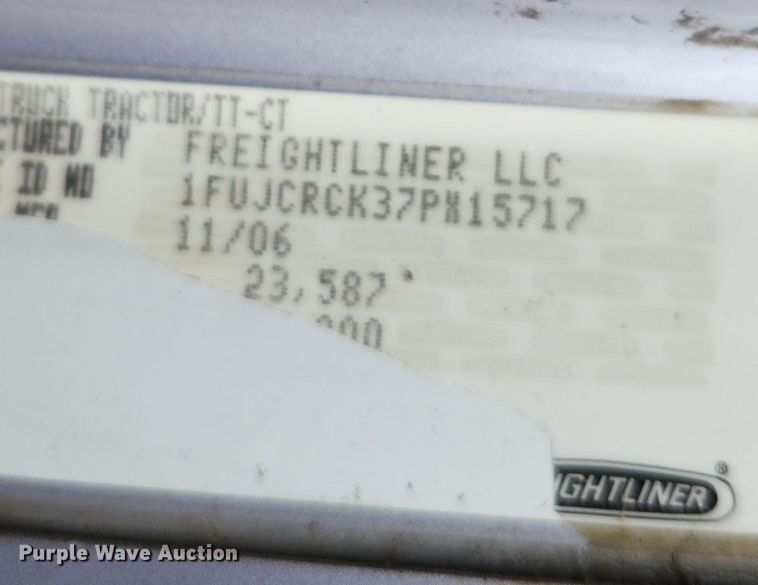 TRUCK TRACTOR/TT-CT
CTURED BY FREIGHTLINER LLC
ID NO 1FUJCRCK37PX15717
11/06
23,587
000
IGHTLINER®
Purple Wave Auction